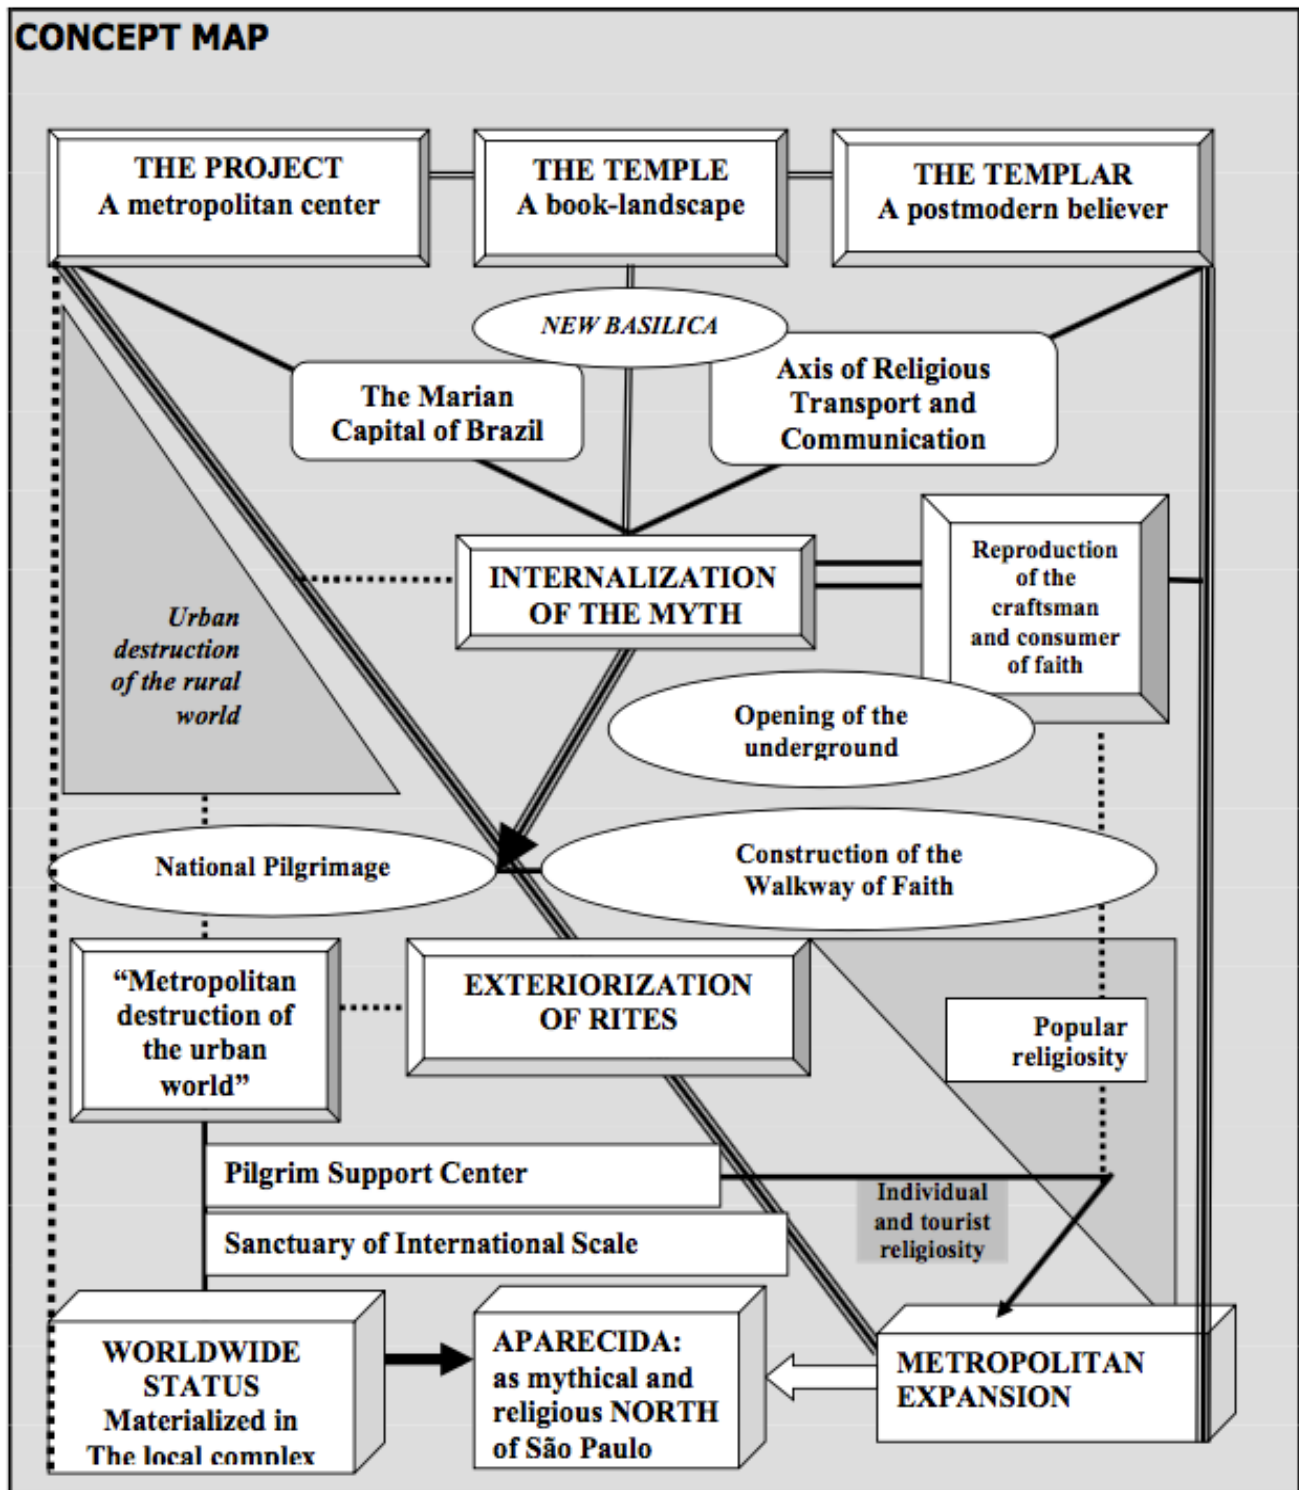 CONCEPT MAP
THE PROJECT
A metropolitan center
THE TEMPLE
A book-landscape
THE TEMPLAR
A postmodern believer
NEW BASILICA
The Marian
Capital of Brazil
Axis of Religious
Transport and
Communication
INTERNALIZATION
OF THE MYTH
Reproduction
of the
craftsman
and consumer
of faith
Urban
destruction
of the rural
world
Opening of the
underground
National Pilgrimage
Construction of the
Walkway of Faith
“Metropolitan
destruction of
the urban
world”
EXTERIORIZATION
OF RITES
Popular
religiosity
Pilgrim Support Center
Individual
and tourist
religiosity
Sanctuary of International Scale
WORLDWIDE
STATUS
Materialized in
The local complex
APARECIDA:
as mythical and
religious NORTH
of São Paulo
METROPOLITAN
EXPANSION